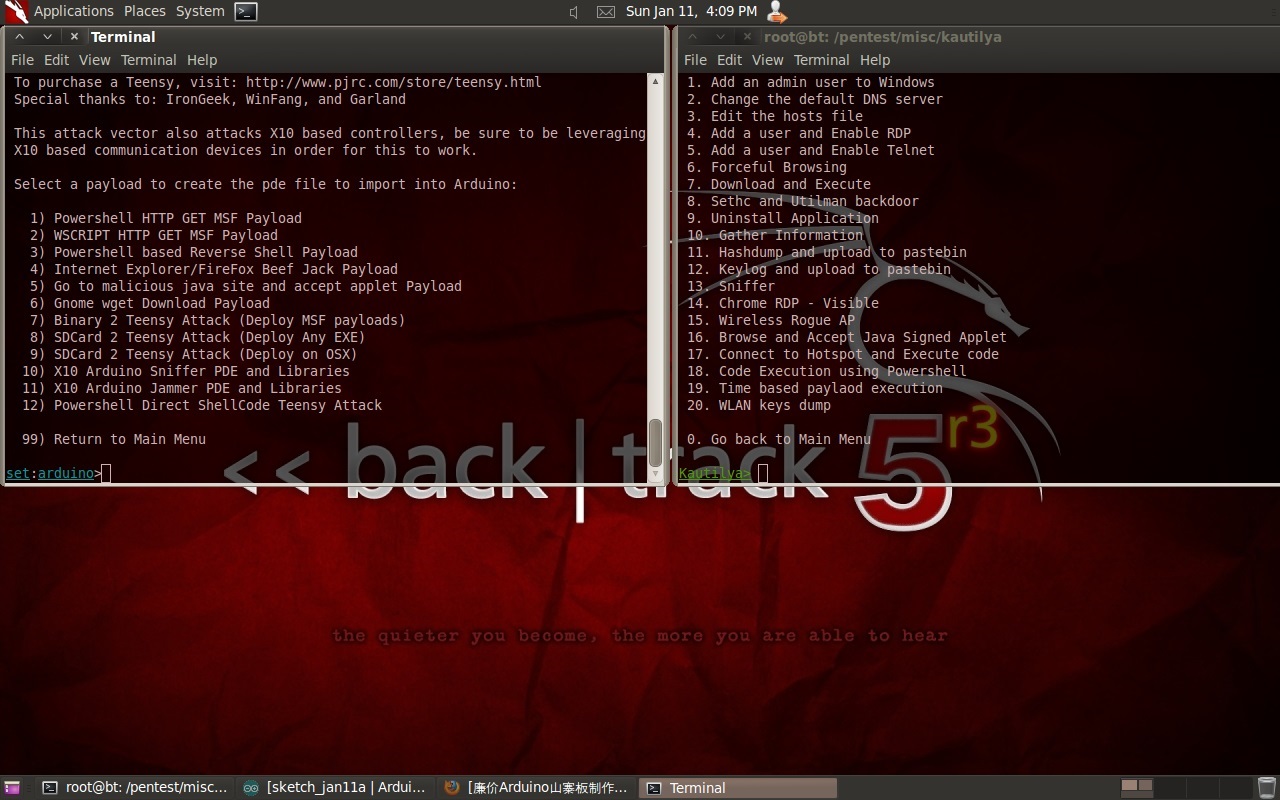 Applications Places System
Sun Jan 11, 4:09 PM
Terminal
File Edit View Terminal Help
To purchase a Teensy, visit: http://www.pjrc.com/store/teensy.html
Special thanks to: IronGeek, WinFang, and Garland
This attack vector also attacks X10 based controllers, be sure to be leveraging
X10 based communication devices in order for this to work.
Select a payload to create the pde file to import into Arduino:
1) Powershell HTTP GET MSF Payload
2) WSCRIPT HTTP GET MSF Payload
3) Powershell based Reverse Shell Payload
4) Internet Explorer/FireFox Beef Jack Payload
5) Go to malicious java site and accept applet Payload
6) Gnome wget Download Payload
7) Binary 2 Teensy Attack (Deploy MSF payloads)
8) SDCard 2 Teensy Attack (Deploy Any EXE)
9) SDCard 2 Teensy Attack (Deploy on OSX)
10) X10 Arduino Sniffer PDE and Libraries
11) X10 Arduino Jammer PDE and Libraries
12) Powershell Direct ShellCode Teensy Attack
99) Return to Main Menu
set:arduino>
root@bt: /pentest/misc/kautilya
File Edit View Terminal Help
1. Add an admin user to Windows
2. Change the default DNS server
3. Edit the hosts file
4. Add a user and Enable RDP
5. Add a user and Enable Telnet
6. Forceful Browsing
7. Download and Execute
8. Sethc and Utilman backdoor
9. Uninstall Application
10. Gather Information
11. Hashdump and upload to pastebin
12. Keylog and upload to pastebin
13. Sniffer
14. Chrome RDP - Visible
15. Wireless Rogue AP
16. Browse and Accept Java Signed Applet
17. Connect to Hotspot and Execute code
18. Code Execution using Powershell
19. Time based paylaod execution
20. WLAN keys dump
0. Go back to Main Menu
Kautilya>
<< back | track 5 r3
the quieter you become, the more you are able to hear
root@bt: /pentest/misc...
[sketch_jan11a | Ardui...
[廉价Arduino山寨板制作...
Terminal